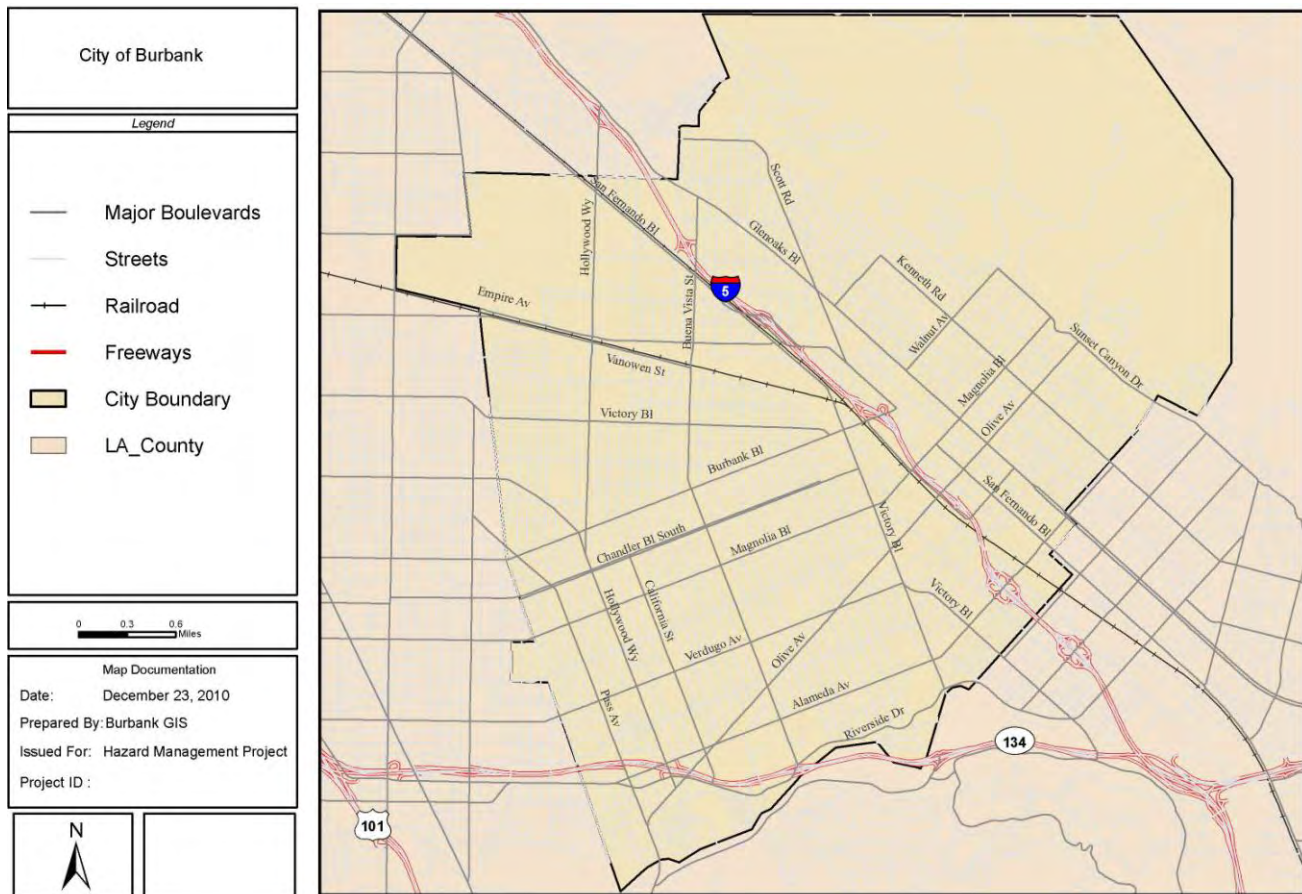 City of Burbank
Legend
Major Boulevards
Streets
Railroad
Freeways
City Boundary
LA_County
0 0.3 0.6
Miles
Map Documentation
Date: December 23, 2010
Prepared By: Burbank GIS
Issued For: Hazard Management Project
Project ID :
N
Scott Rd
San Fernando Bl
Hollywood Wy
Glenoaks Bl
Kenneth Rd
Buena Vista St
5
Empire Av
Walnut Av
Sunset Canyon Dr
Vanowen St
Magnolia Bl
Olive Av
Victory Bl
Burbank Bl
San Fernando Bl
Chandler Bl South
Magnolia Bl
Victory Bl
Hollywood Wy
California St
Victory Bl
Verdugo Av
Olive Av
Pass Av
Alameda Av
Riverside Dr
134
101